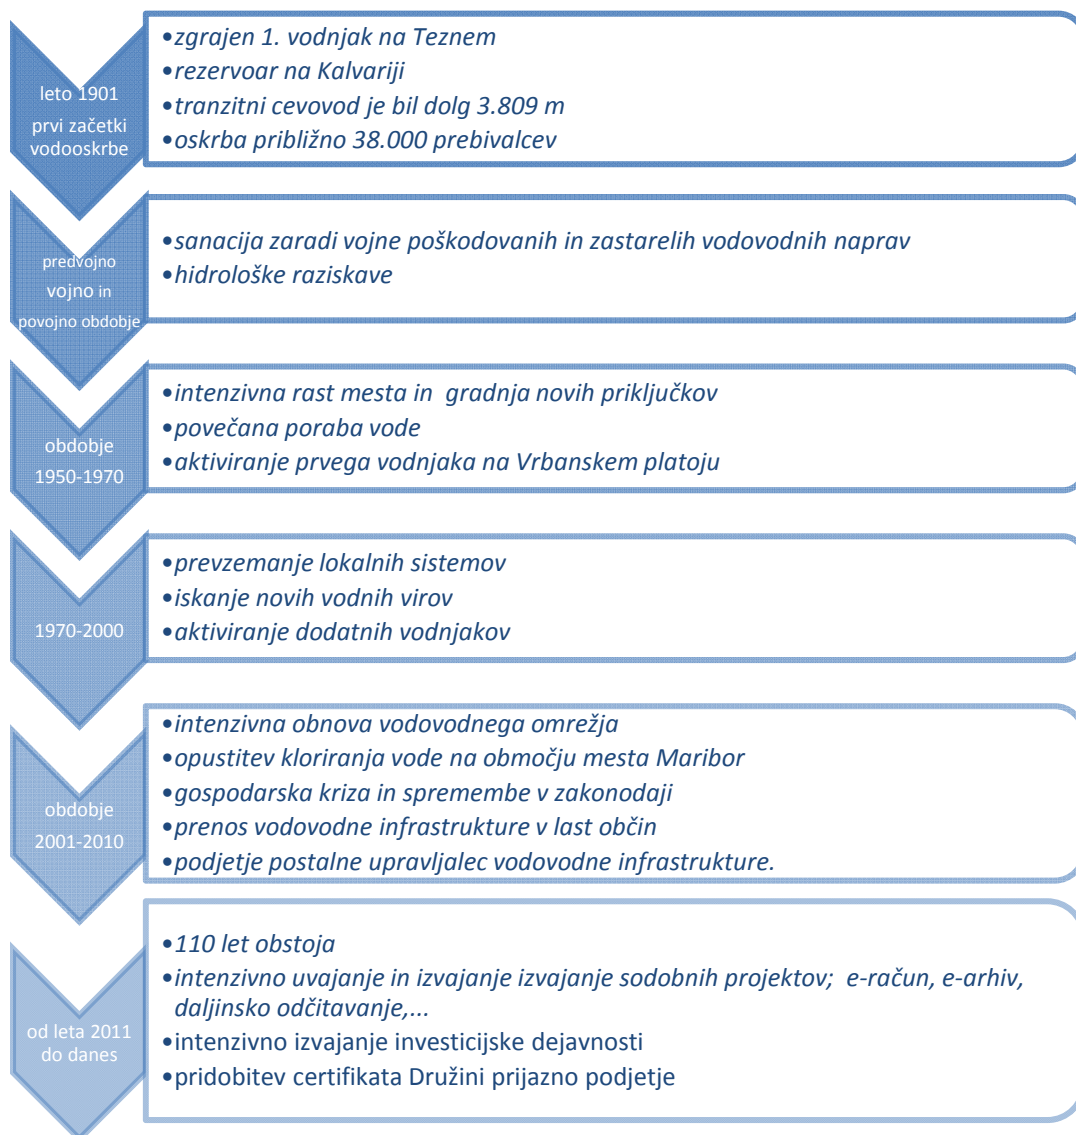 leto 1901
prvi začetki
vodooskrbe
•zgrajen 1. vodnjak na Teznem
•rezervoar na Kalvariji
•tranzitni cevovod je bil dolg 3.809 m
•oskrba približno 38.000 prebivalcev
predvojno
vojno in
povojno obdobje
•sanacija zaradi vojne poškodovanih in zastarelih vodovodnih naprav
•hidrološke raziskave
obdobje
1950-1970
•intenzivna rast mesta in gradnja novih priključkov
•povečana poraba vode
•aktiviranje prvega vodnjaka na Vrbanskem platoju
1970-2000
•prevzemanje lokalnih sistemov
•iskanje novih vodnih virov
•aktiviranje dodatnih vodnjakov
obdobje
2001-2010
•intenzivna obnova vodovodnega omrežja
•opustitev kloriranja vode na območju mesta Maribor
•gospodarska kriza in spremembe v zakonodaji
•prenos vodovodne infrastrukture v last občin
•podjetje postalne upravljalec vodovodne infrastrukture.
od leta 2011
do danes
•110 let obstoja
•intenzivno uvajanje in izvajanje izvajanje sodobnih projektov; e-račun, e-arhiv,
daljinsko odčitavanje,...
•intenzivno izvajanje investicijske dejavnosti
•pridobitev certifikata Družini prijazno podjetje